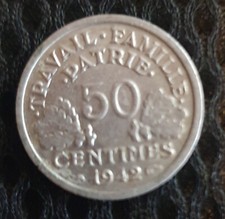 TRAVAIL · FAMILLE
PATRIE
50
CENTIMES
· 1942 ·